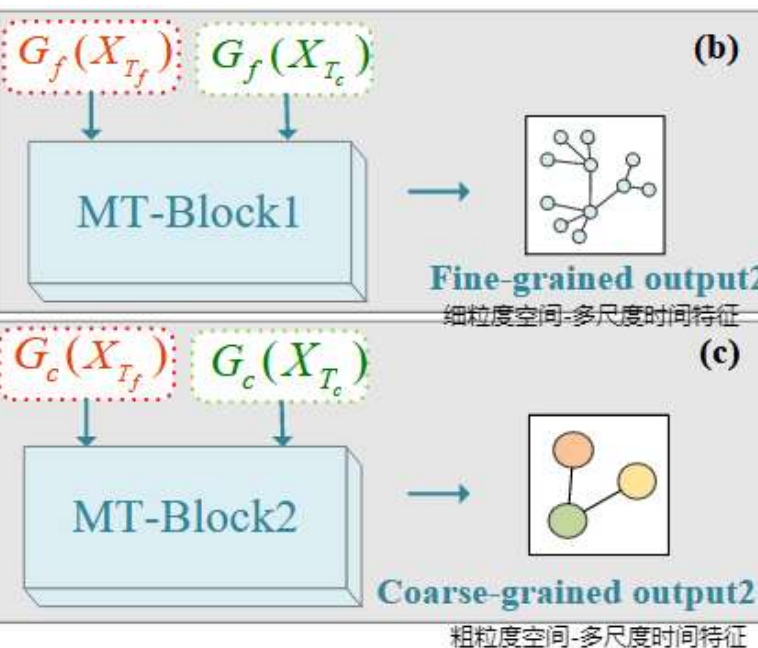 G_f(X_{T_f}) G_f(X_{T_c}) (b)
MT-Block1
Fine-grained output2
细粒度空间-多尺度时间特征
G_c(X_{T_f}) G_c(X_{T_c}) (c)
MT-Block2
Coarse-grained output2
粗粒度空间-多尺度时间特征